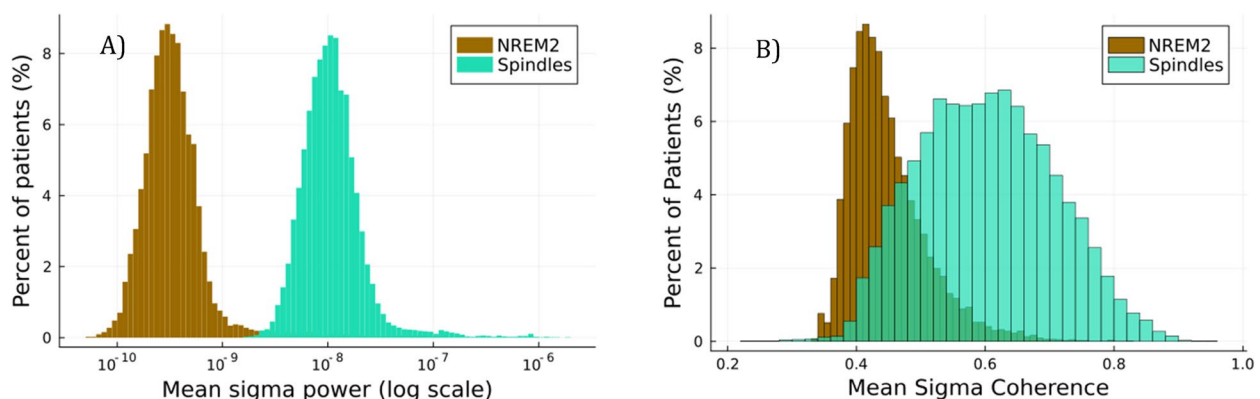 A)
NREM2
Spindles
Percent of patients (%)
8
6
4
2
0
10⁻¹⁰ 10⁻⁹ 10⁻⁸ 10⁻⁷ 10⁻⁶
Mean sigma power (log scale)
B)
NREM2
Spindles
Percent of Patients (%)
8
6
4
2
0
0.2 0.4 0.6 0.8 1.0
Mean Sigma Coherence